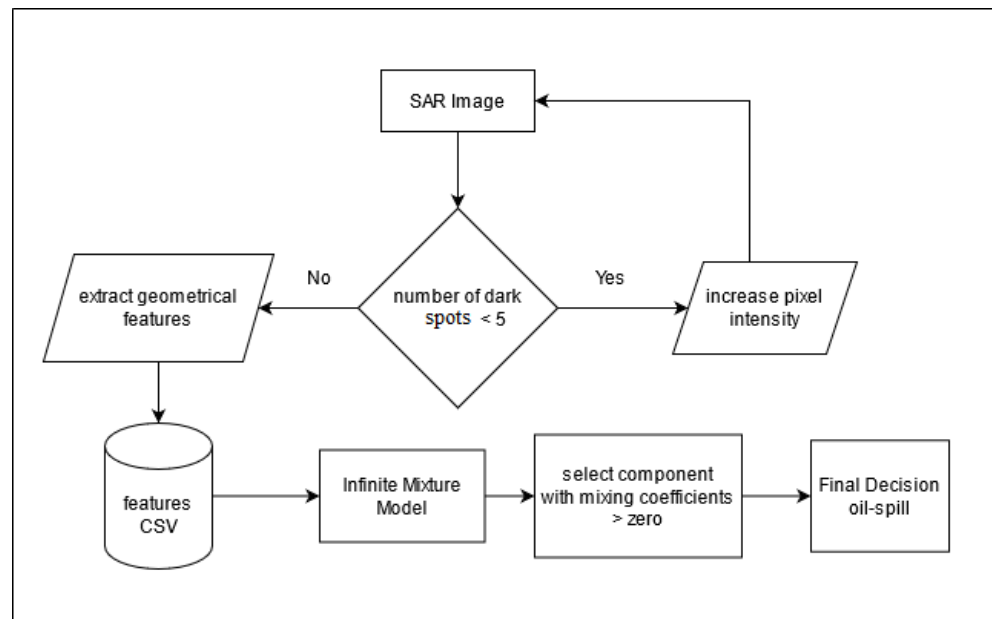 SAR Image
No
number of dark
spots < 5
Yes
extract geometrical
features
increase pixel
intensity
features
CSV
Infinite Mixture
Model
select component
with mixing coefficients
> zero
Final Decision
oil-spill